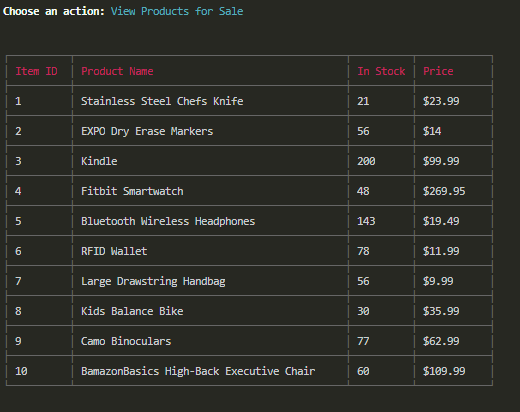 Choose an action: View Products for Sale
Item ID Product Name In Stock Price
1 Stainless Steel Chefs Knife 21 $23.99
2 EXPO Dry Erase Markers 56 $14
3 Kindle 200 $99.99
4 Fitbit Smartwatch 48 $269.95
5 Bluetooth Wireless Headphones 143 $19.49
6 RFID Wallet 78 $11.99
7 Large Drawstring Handbag 56 $9.99
8 Kids Balance Bike 30 $35.99
9 Camo Binoculars 77 $62.99
10 BamazonBasics High-Back Executive Chair 60 $109.99